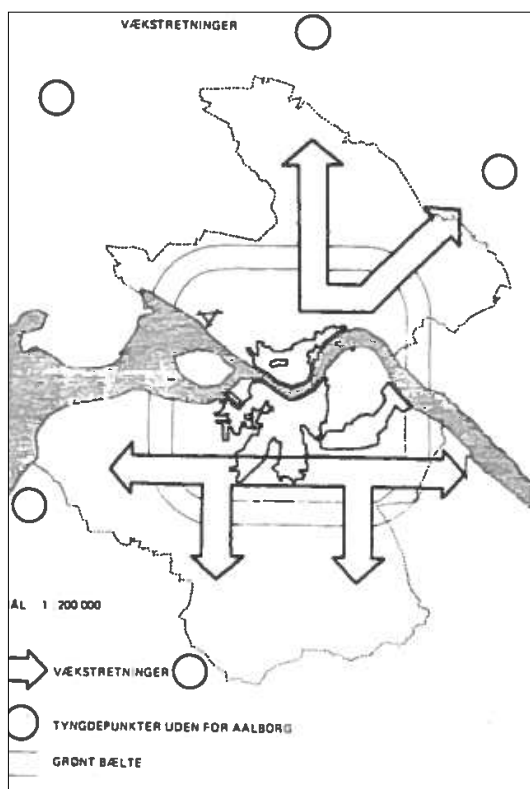 VÆKSTRETNINGER
ÅL 1 200 000
VÆKSTRETNINGER
TYNGDEPUNKTER UDEN FOR AALBORG
GRØNT BÆLTE